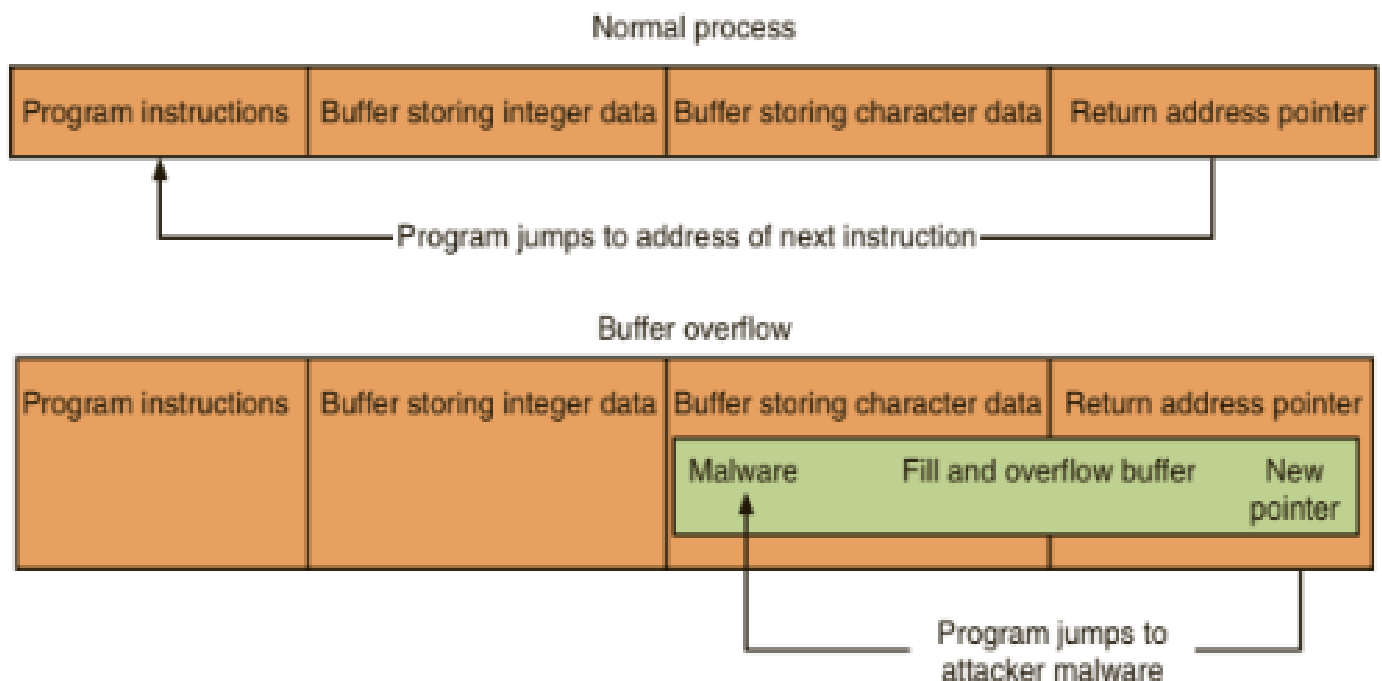 Normal process
Program instructions
Buffer storing integer data
Buffer storing character data
Return address pointer
Program jumps to address of next instruction
Buffer overflow
Program instructions
Buffer storing integer data
Buffer storing character data
Return address pointer
Malware
Fill and overflow buffer
New
pointer
Program jumps to
attacker malware